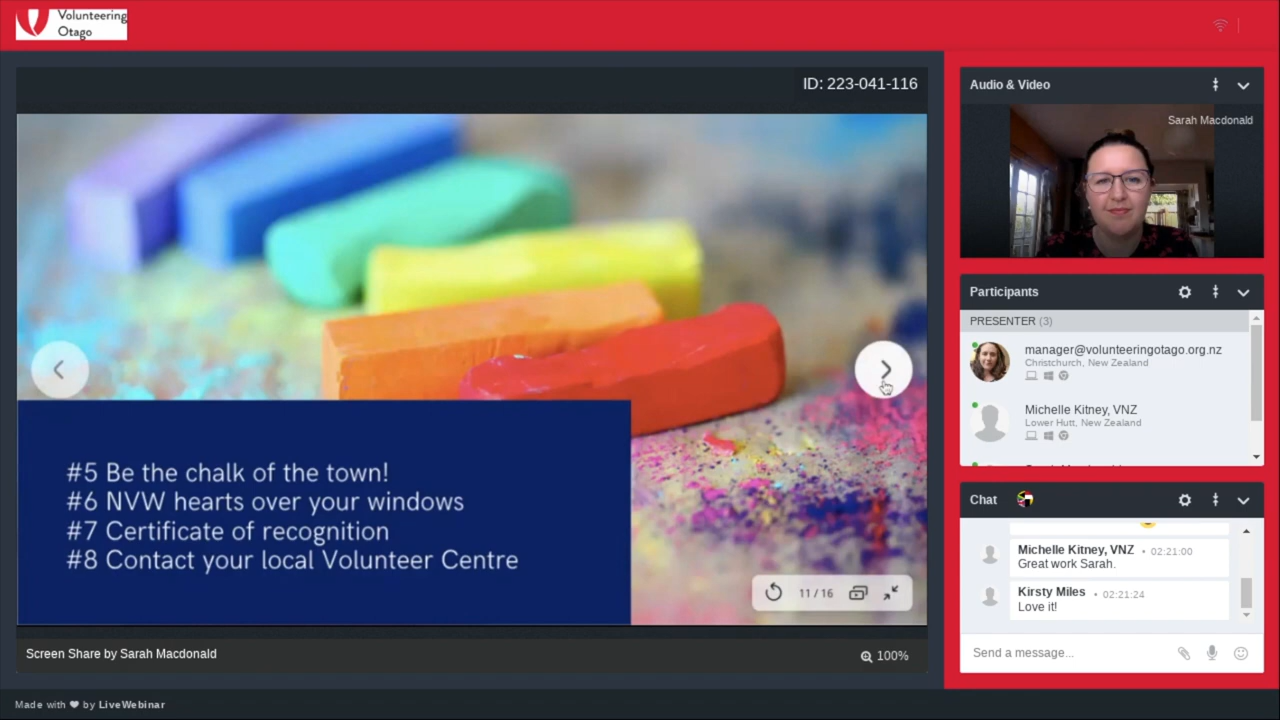 Volunteering
Otago
ID: 223-041-116
#5 Be the chalk of the town!
#6 NVW hearts over your windows
#7 Certificate of recognition
#8 Contact your local Volunteer Centre
11 / 16
Screen Share by Sarah Macdonald
100%
Made with by LiveWebinar
Audio & Video
Sarah Macdonald
Participants
PRESENTER (3)
manager@volunteeringotago.org.nz
Christchurch, New Zealand
Michelle Kitney, VNZ
Lower Hutt, New Zealand
Chat
Michelle Kitney, VNZ • 02:21:00
Great work Sarah.
Kirsty Miles • 02:21:24
Love it!
Send a message...